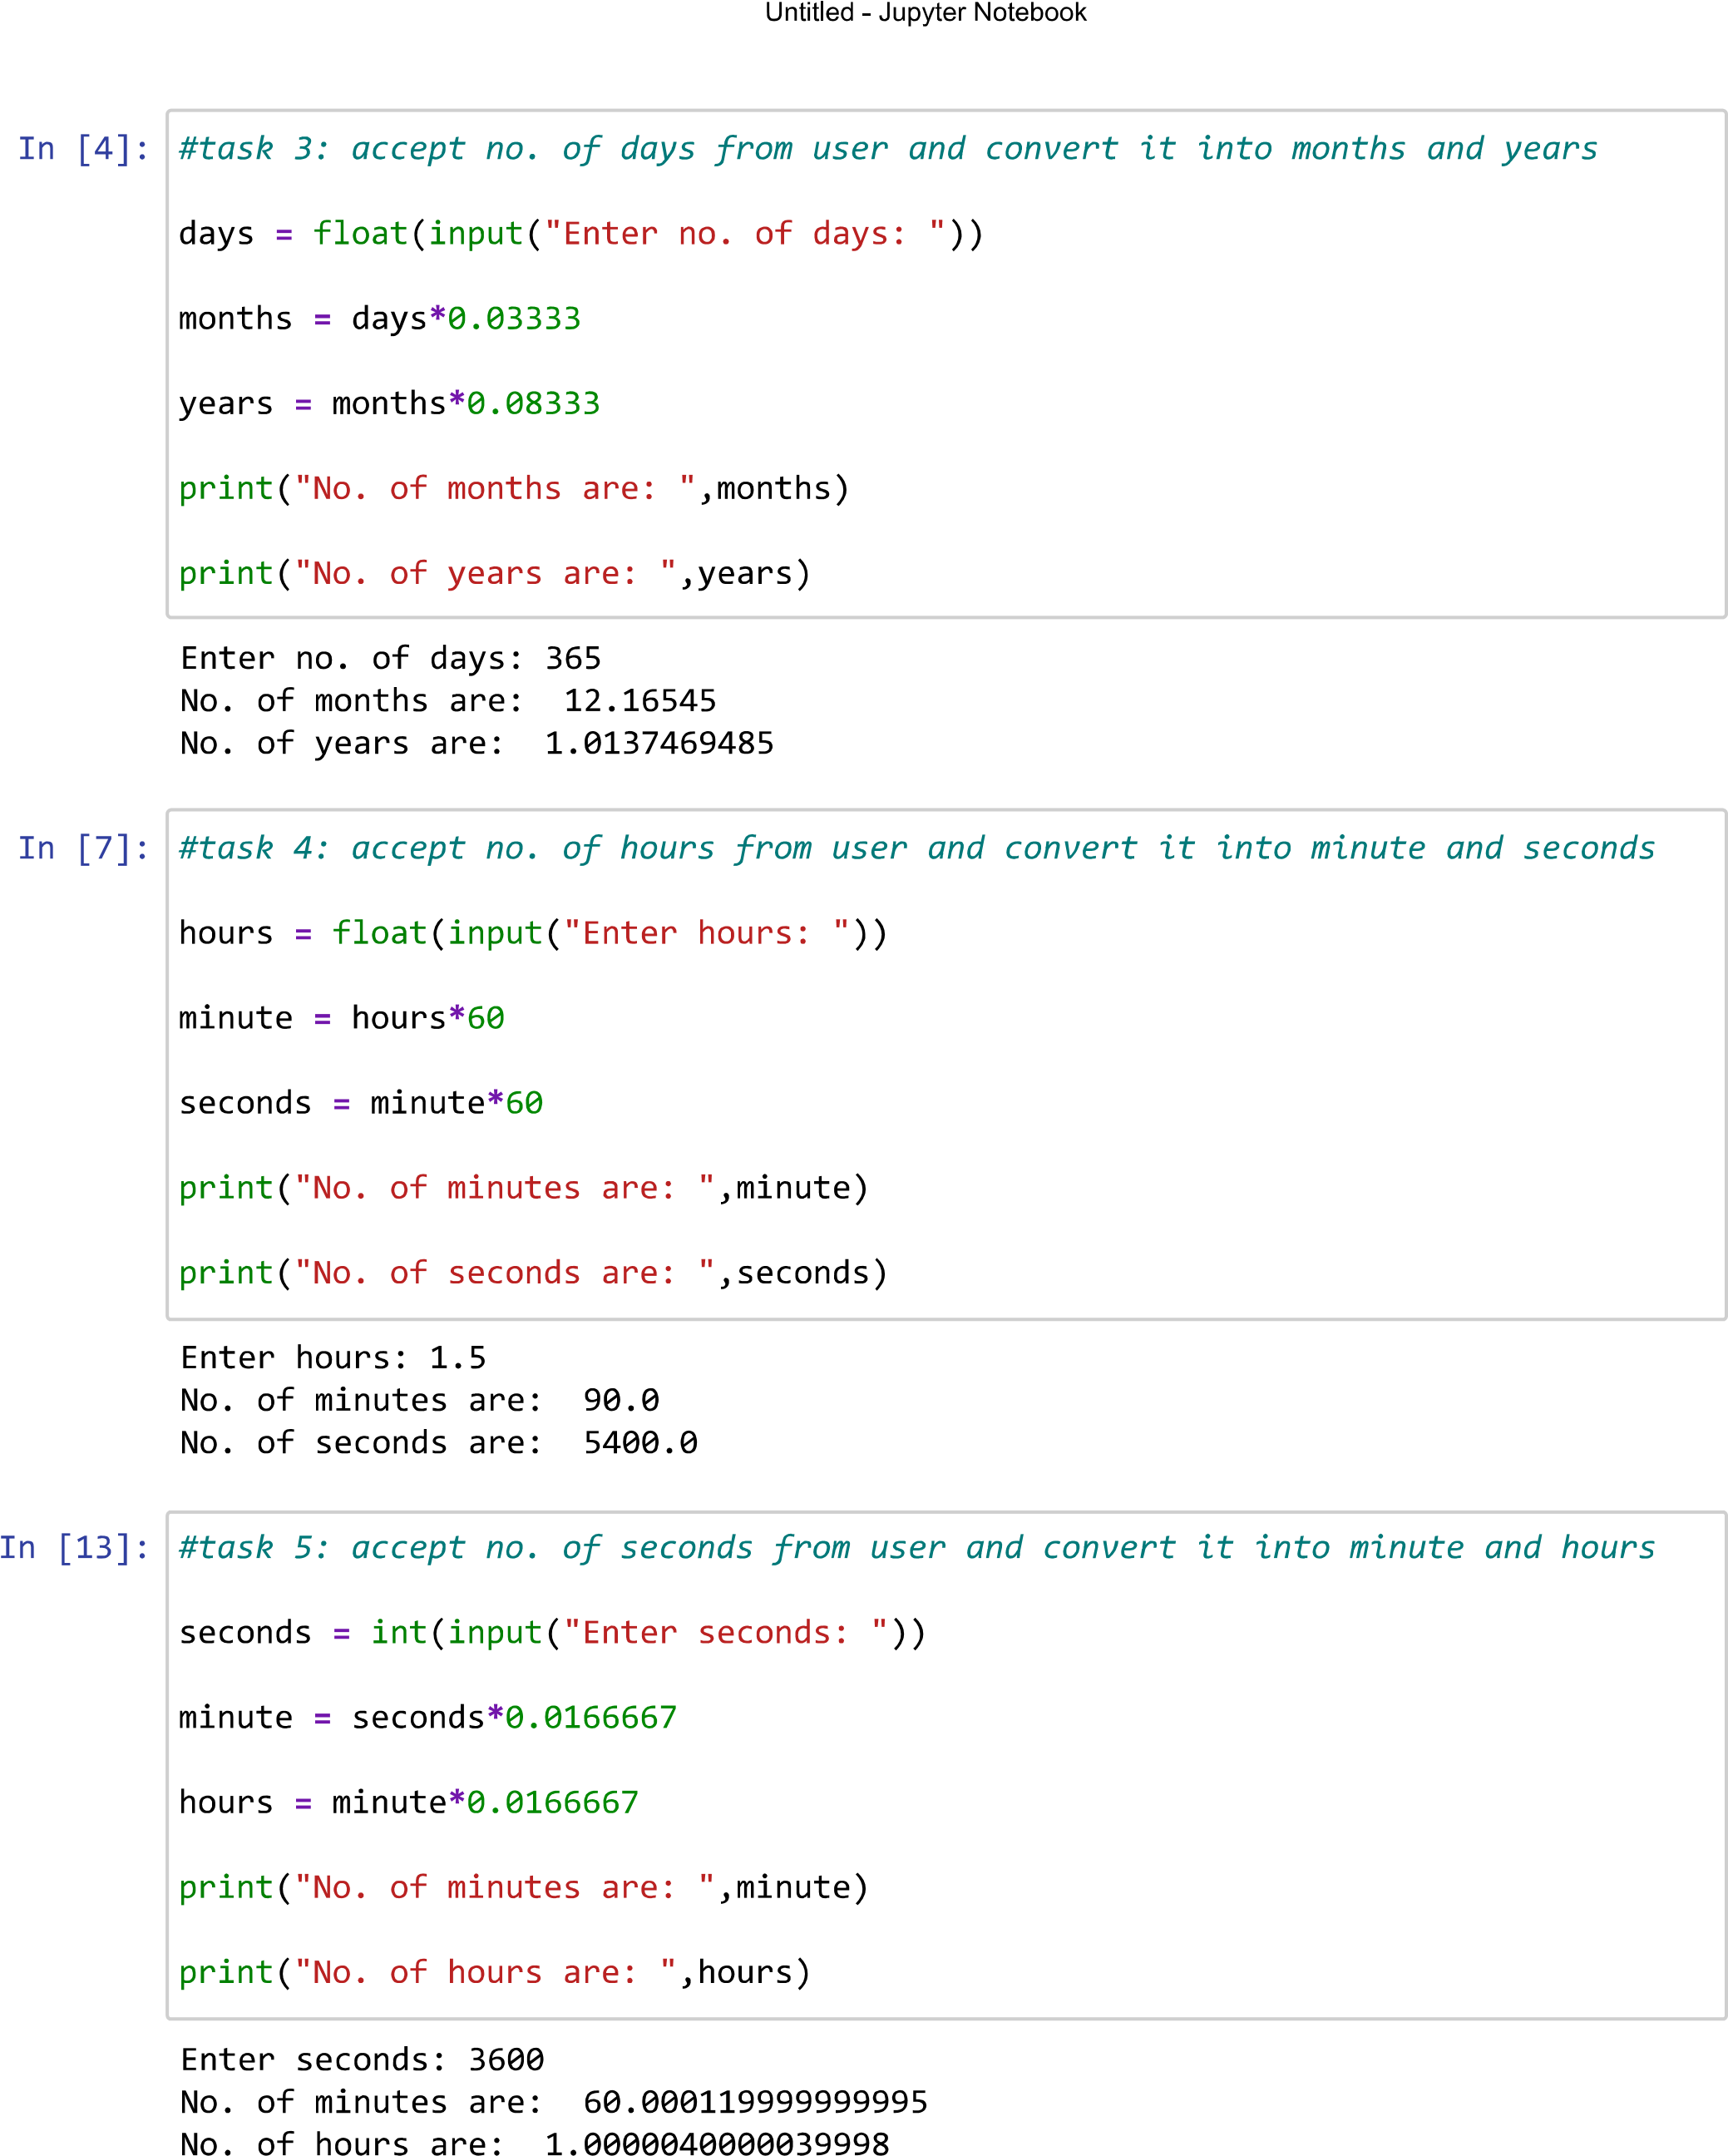 Untitled - Jupyter Notebook
In [4]: #task 3: accept no. of days from user and convert it into months and years
days = float(input("Enter no. of days: "))
months = days*0.03333
years = months*0.08333
print("No. of months are: ",months)
print("No. of years are: ",years)
Enter no. of days: 365
No. of months are:  12.16545
No. of years are:  1.0137469485
In [7]: #task 4: accept no. of hours from user and convert it into minute and seconds
hours = float(input("Enter hours: "))
minute = hours*60
seconds = minute*60
print("No. of minutes are: ",minute)
print("No. of seconds are: ",seconds)
Enter hours: 1.5
No. of minutes are:  90.0
No. of seconds are:  5400.0
In [13]: #task 5: accept no. of seconds from user and convert it into minute and hours
seconds = int(input("Enter seconds: "))
minute = seconds*0.0166667
hours = minute*0.0166667
print("No. of minutes are: ",minute)
print("No. of hours are: ",hours)
Enter seconds: 3600
No. of minutes are:  60.000119999999995
No. of hours are:  1.0000040000039998